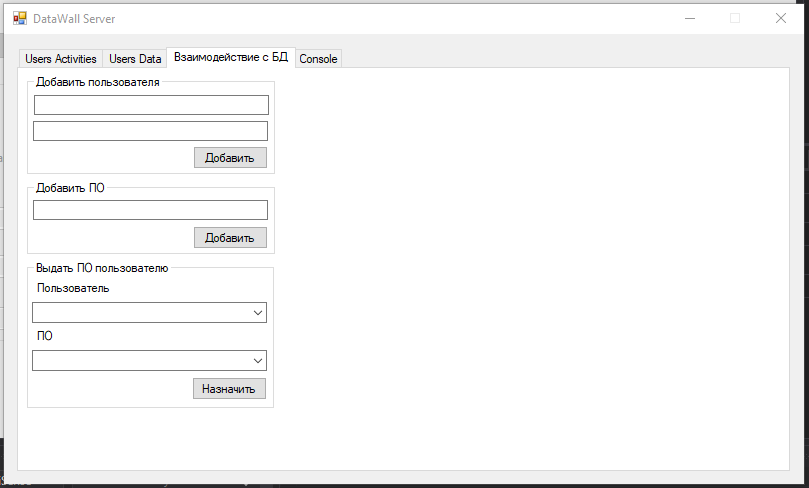 DataWall Server
Users Activities Users Data Взаимодействие с БД Console
Добавить пользователя
Добавить
Добавить ПО
Добавить
Выдать ПО пользователю
Пользователь
ПО
Назначить